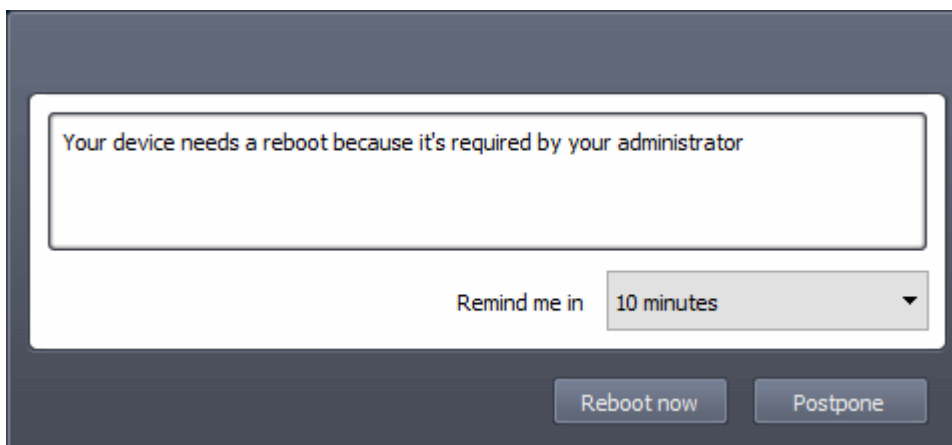 Your device needs a reboot because it's required by your administrator
Remind me in 10 minutes
Reboot now Postpone